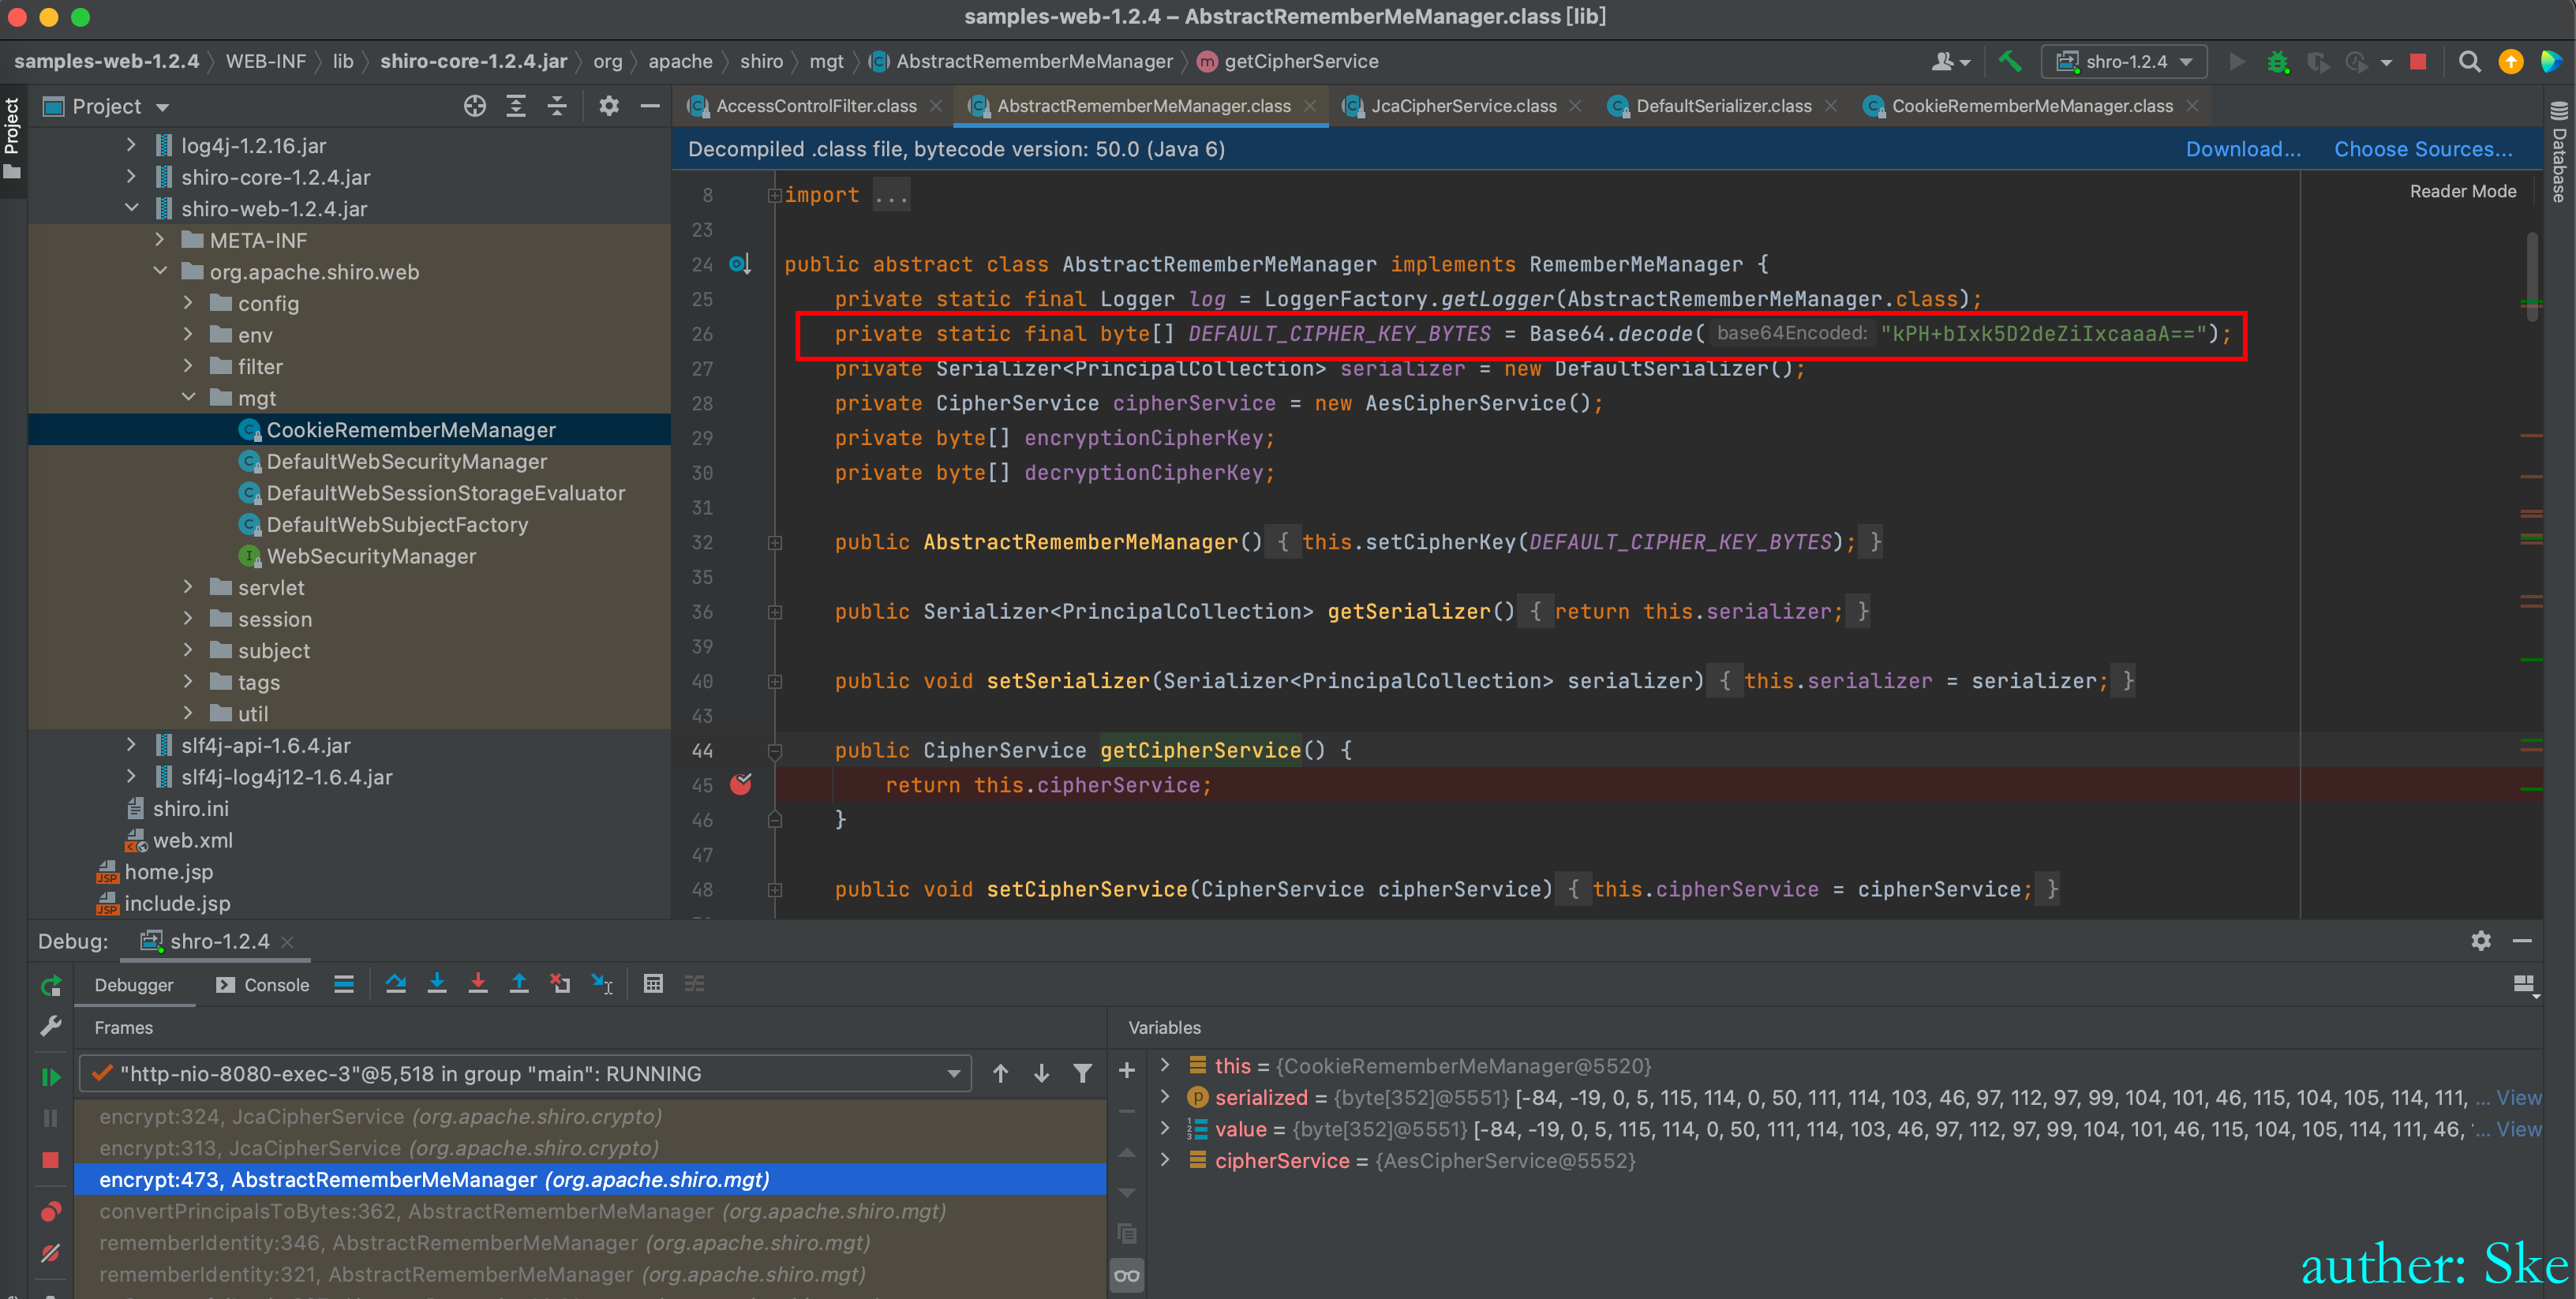 samples-web-1.2.4 – AbstractRememberMeManager.class [lib]
samples-web-1.2.4 WEB-INF lib shiro-core-1.2.4.jar org apache shiro mgt AbstractRememberMeManager getCipherService shro-1.2.4
Project
Project
AccessControlFilter.class AbstractRememberMeManager.class JcaCipherService.class DefaultSerializer.class CookieRememberMeManager.class
Database
log4j-1.2.16.jar
shiro-core-1.2.4.jar
shiro-web-1.2.4.jar
META-INF
org.apache.shiro.web
config
env
filter
mgt
CookieRememberMeManager
DefaultWebSecurityManager
DefaultWebSessionStorageEvaluator
DefaultWebSubjectFactory
WebSecurityManager
servlet
session
subject
tags
util
slf4j-api-1.6.4.jar
slf4j-log4j12-1.6.4.jar
shiro.ini
web.xml
home.jsp
include.jsp
Decompiled .class file, bytecode version: 50.0 (Java 6) Download... Choose Sources...
Reader Mode
8 import ...
23
24 public abstract class AbstractRememberMeManager implements RememberMeManager {
25 private static final Logger log = LoggerFactory.getLogger(AbstractRememberMeManager.class);
26 private static final byte[] DEFAULT_CIPHER_KEY_BYTES = Base64.decode( base64Encoded: "kPH+bIxk5D2deZiIxcaaaA==");
27 private Serializer<PrincipalCollection> serializer = new DefaultSerializer();
28 private CipherService cipherService = new AesCipherService();
29 private byte[] encryptionCipherKey;
30 private byte[] decryptionCipherKey;
31
32 public AbstractRememberMeManager() { this.setCipherKey(DEFAULT_CIPHER_KEY_BYTES); }
35
36 public Serializer<PrincipalCollection> getSerializer() { return this.serializer; }
39
40 public void setSerializer(Serializer<PrincipalCollection> serializer) { this.serializer = serializer; }
43
44 public CipherService getCipherService() {
45 return this.cipherService;
46 }
47
48 public void setCipherService(CipherService cipherService) { this.cipherService = cipherService; }
Debug: shro-1.2.4
Debugger Console
Frames
"http-nio-8080-exec-3"@5,518 in group "main": RUNNING
encrypt:324, JcaCipherService (org.apache.shiro.crypto)
encrypt:313, JcaCipherService (org.apache.shiro.crypto)
encrypt:473, AbstractRememberMeManager (org.apache.shiro.mgt)
convertPrincipalsToBytes:362, AbstractRememberMeManager (org.apache.shiro.mgt)
rememberIdentity:346, AbstractRememberMeManager (org.apache.shiro.mgt)
rememberIdentity:321, AbstractRememberMeManager (org.apache.shiro.mgt)
Variables
this = {CookieRememberMeManager@5520}
serialized = {byte[352]@5551} [-84, -19, 0, 5, 115, 114, 0, 50, 111, 114, 103, 46, 97, 112, 97, 99, 104, 101, 46, 115, 104, 105, 114, 111, ... View
value = {byte[352]@5551} [-84, -19, 0, 5, 115, 114, 0, 50, 111, 114, 103, 46, 97, 112, 97, 99, 104, 101, 46, 115, 104, 105, 114, 111, 46, ... View
cipherService = {AesCipherService@5552}
auther: Ske